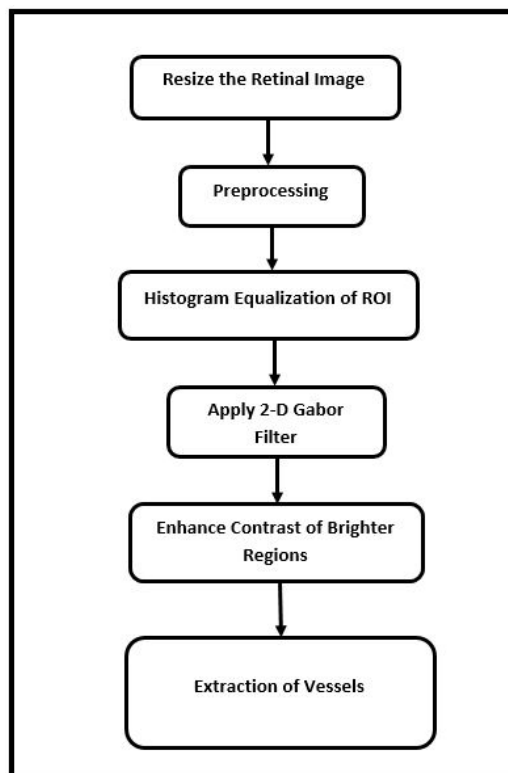 Resize the Retinal Image
Preprocessing
Histogram Equalization of ROI
Apply 2-D Gabor
Filter
Enhance Contrast of Brighter
Regions
Extraction of Vessels